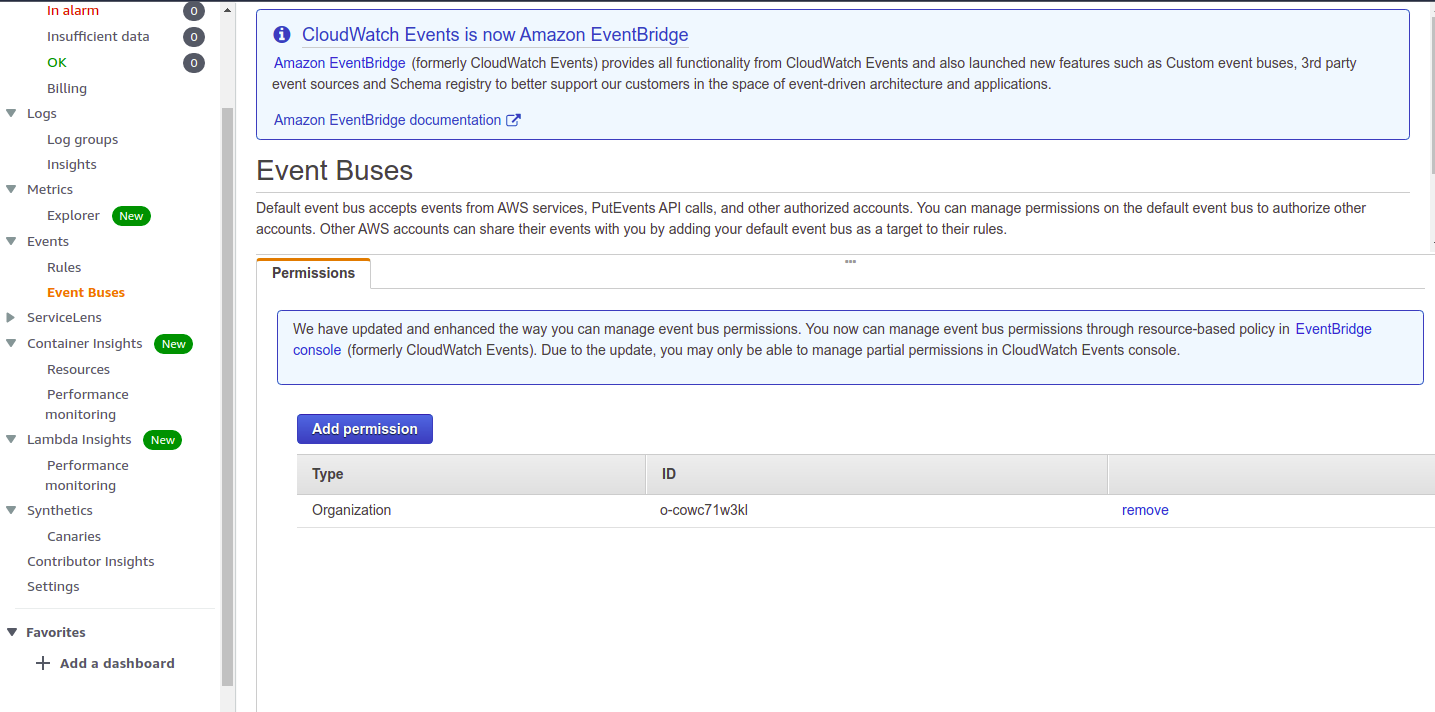 In alarm 0
Insufficient data 0
OK 0
Billing
Logs
Log groups
Insights
Metrics
Explorer New
Events
Rules
Event Buses
ServiceLens
Container Insights New
Resources
Performance
monitoring
Lambda Insights New
Performance
monitoring
Synthetics
Canaries
Contributor Insights
Settings
Favorites
Add a dashboard
CloudWatch Events is now Amazon EventBridge
Amazon EventBridge (formerly CloudWatch Events) provides all functionality from CloudWatch Events and also launched new features such as Custom event buses, 3rd party
event sources and Schema registry to better support our customers in the space of event-driven architecture and applications.
Amazon EventBridge documentation
Event Buses
Default event bus accepts events from AWS services, PutEvents API calls, and other authorized accounts. You can manage permissions on the default event bus to authorize other
accounts. Other AWS accounts can share their events with you by adding your default event bus as a target to their rules.
Permissions
We have updated and enhanced the way you can manage event bus permissions. You now can manage event bus permissions through resource-based policy in EventBridge
console (formerly CloudWatch Events). Due to the update, you may only be able to manage partial permissions in CloudWatch Events console.
Add permission
Type ID
Organization o-cowc71w3kl remove